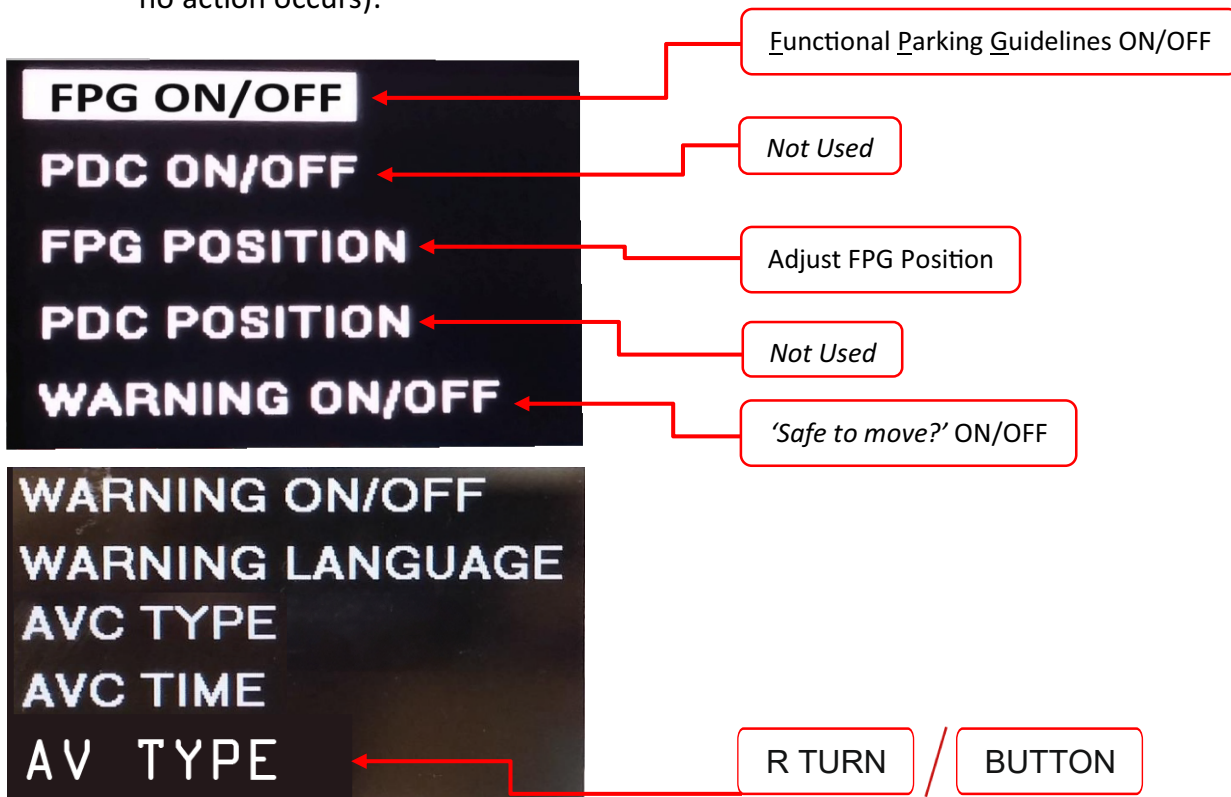 no action occurs).
Functional Parking Guidelines ON/OFF
FPG ON/OFF
Not Used
PDC ON/OFF
FPG POSITION
Adjust FPG Position
PDC POSITION
Not Used
WARNING ON/OFF
‘Safe to move?’ ON/OFF
WARNING ON/OFF
WARNING LANGUAGE
AVC TYPE
AVC TIME
AV TYPE
R TURN / BUTTON